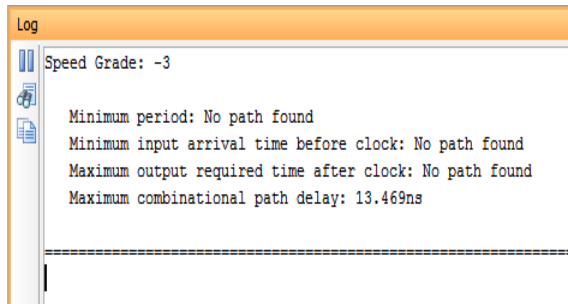 Log
Speed Grade: -3
Minimum period: No path found
Minimum input arrival time before clock: No path found
Maximum output required time after clock: No path found
Maximum combinational path delay: 13.469ns
==============================================================